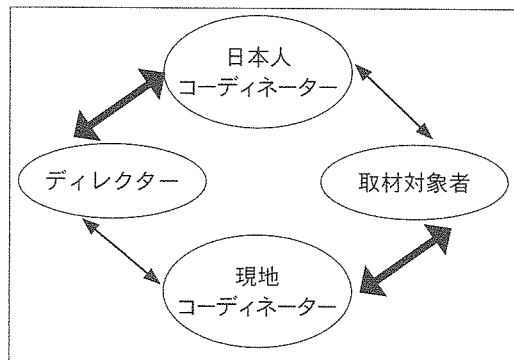 日本人
コーディネーター
ディレクター
取材対象者
現地
コーディネーター